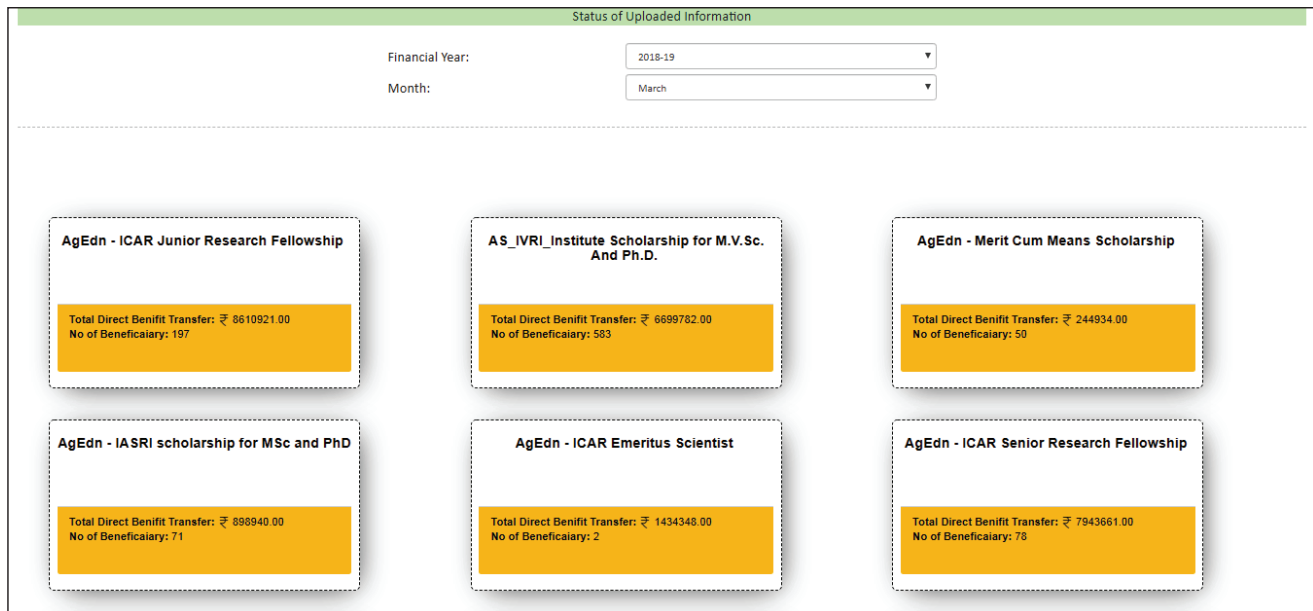 Status of Uploaded Information
Financial Year:
2018-19
Month:
March
AgEdn - ICAR Junior Research Fellowship
Total Direct Benifit Transfer: ₹ 8610921.00
No of Beneficaiary: 197
AS_IVRI_Institute Scholarship for M.V.Sc.
And Ph.D.
Total Direct Benifit Transfer: ₹ 6699782.00
No of Beneficaiary: 583
AgEdn - Merit Cum Means Scholarship
Total Direct Benifit Transfer: ₹ 244934.00
No of Beneficaiary: 50
AgEdn - IASRI scholarship for MSc and PhD
Total Direct Benifit Transfer: ₹ 898940.00
No of Beneficaiary: 71
AgEdn - ICAR Emeritus Scientist
Total Direct Benifit Transfer: ₹ 1434348.00
No of Beneficaiary: 2
AgEdn - ICAR Senior Research Fellowship
Total Direct Benifit Transfer: ₹ 7943661.00
No of Beneficaiary: 78